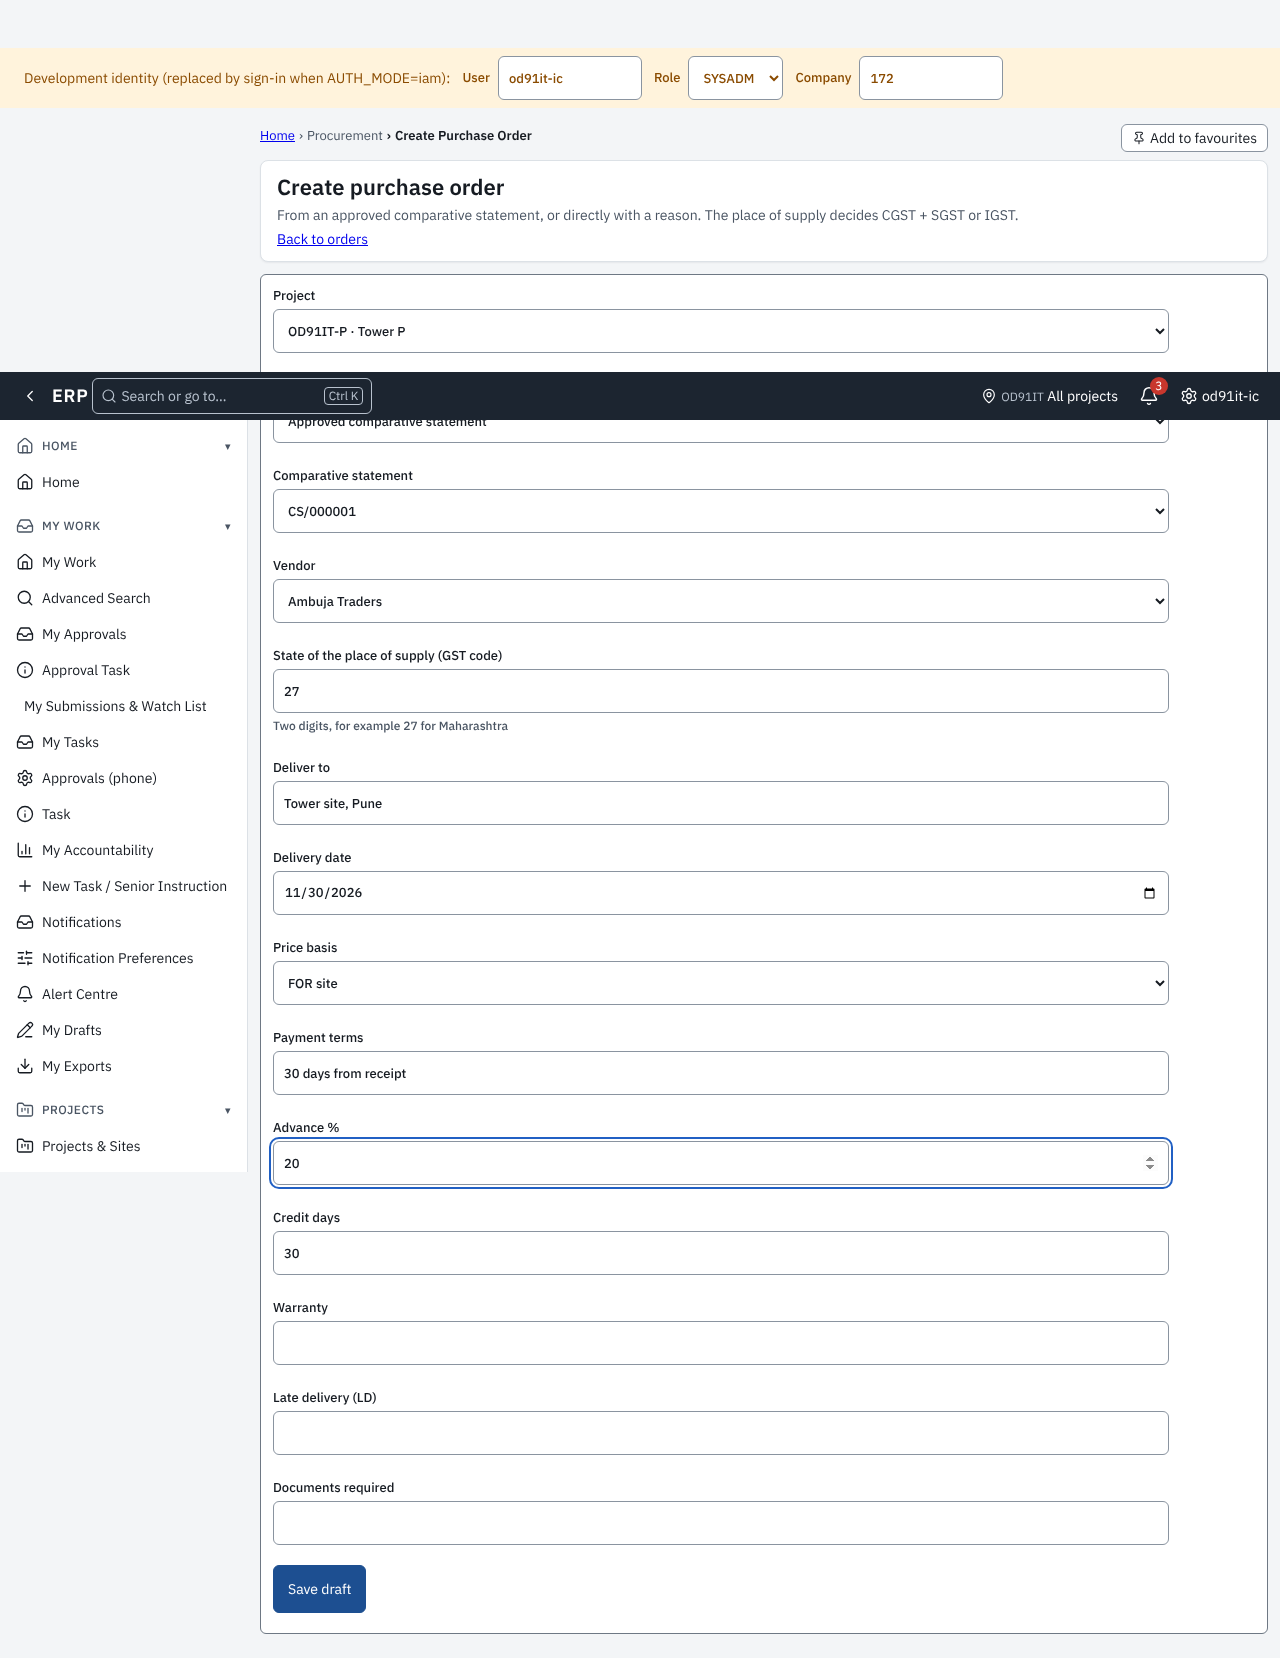 Development identity (replaced by sign-in when AUTH_MODE=iam): User od91it-ic Role SYSADM Company 172
Home › Procurement › Create Purchase Order
Add to favourites
Create purchase order
From an approved comparative statement, or directly with a reason. The place of supply decides CGST + SGST or IGST.
Back to orders
Project
OD91IT-P · Tower P
ERP
Search or go to...
Ctrl K
OD91IT All projects
3
od91it-ic
Approved comparative statement
HOME
Home
MY WORK
My Work
Advanced Search
My Approvals
Approval Task
My Submissions & Watch List
My Tasks
Approvals (phone)
Task
My Accountability
New Task / Senior Instruction
Notifications
Notification Preferences
Alert Centre
My Drafts
My Exports
PROJECTS
Projects & Sites
Comparative statement
CS/000001
Vendor
Ambuja Traders
State of the place of supply (GST code)
27
Two digits, for example 27 for Maharashtra
Deliver to
Tower site, Pune
Delivery date
11/30/2026
Price basis
FOR site
Payment terms
30 days from receipt
Advance %
20
Credit days
30
Warranty
Late delivery (LD)
Documents required
Save draft